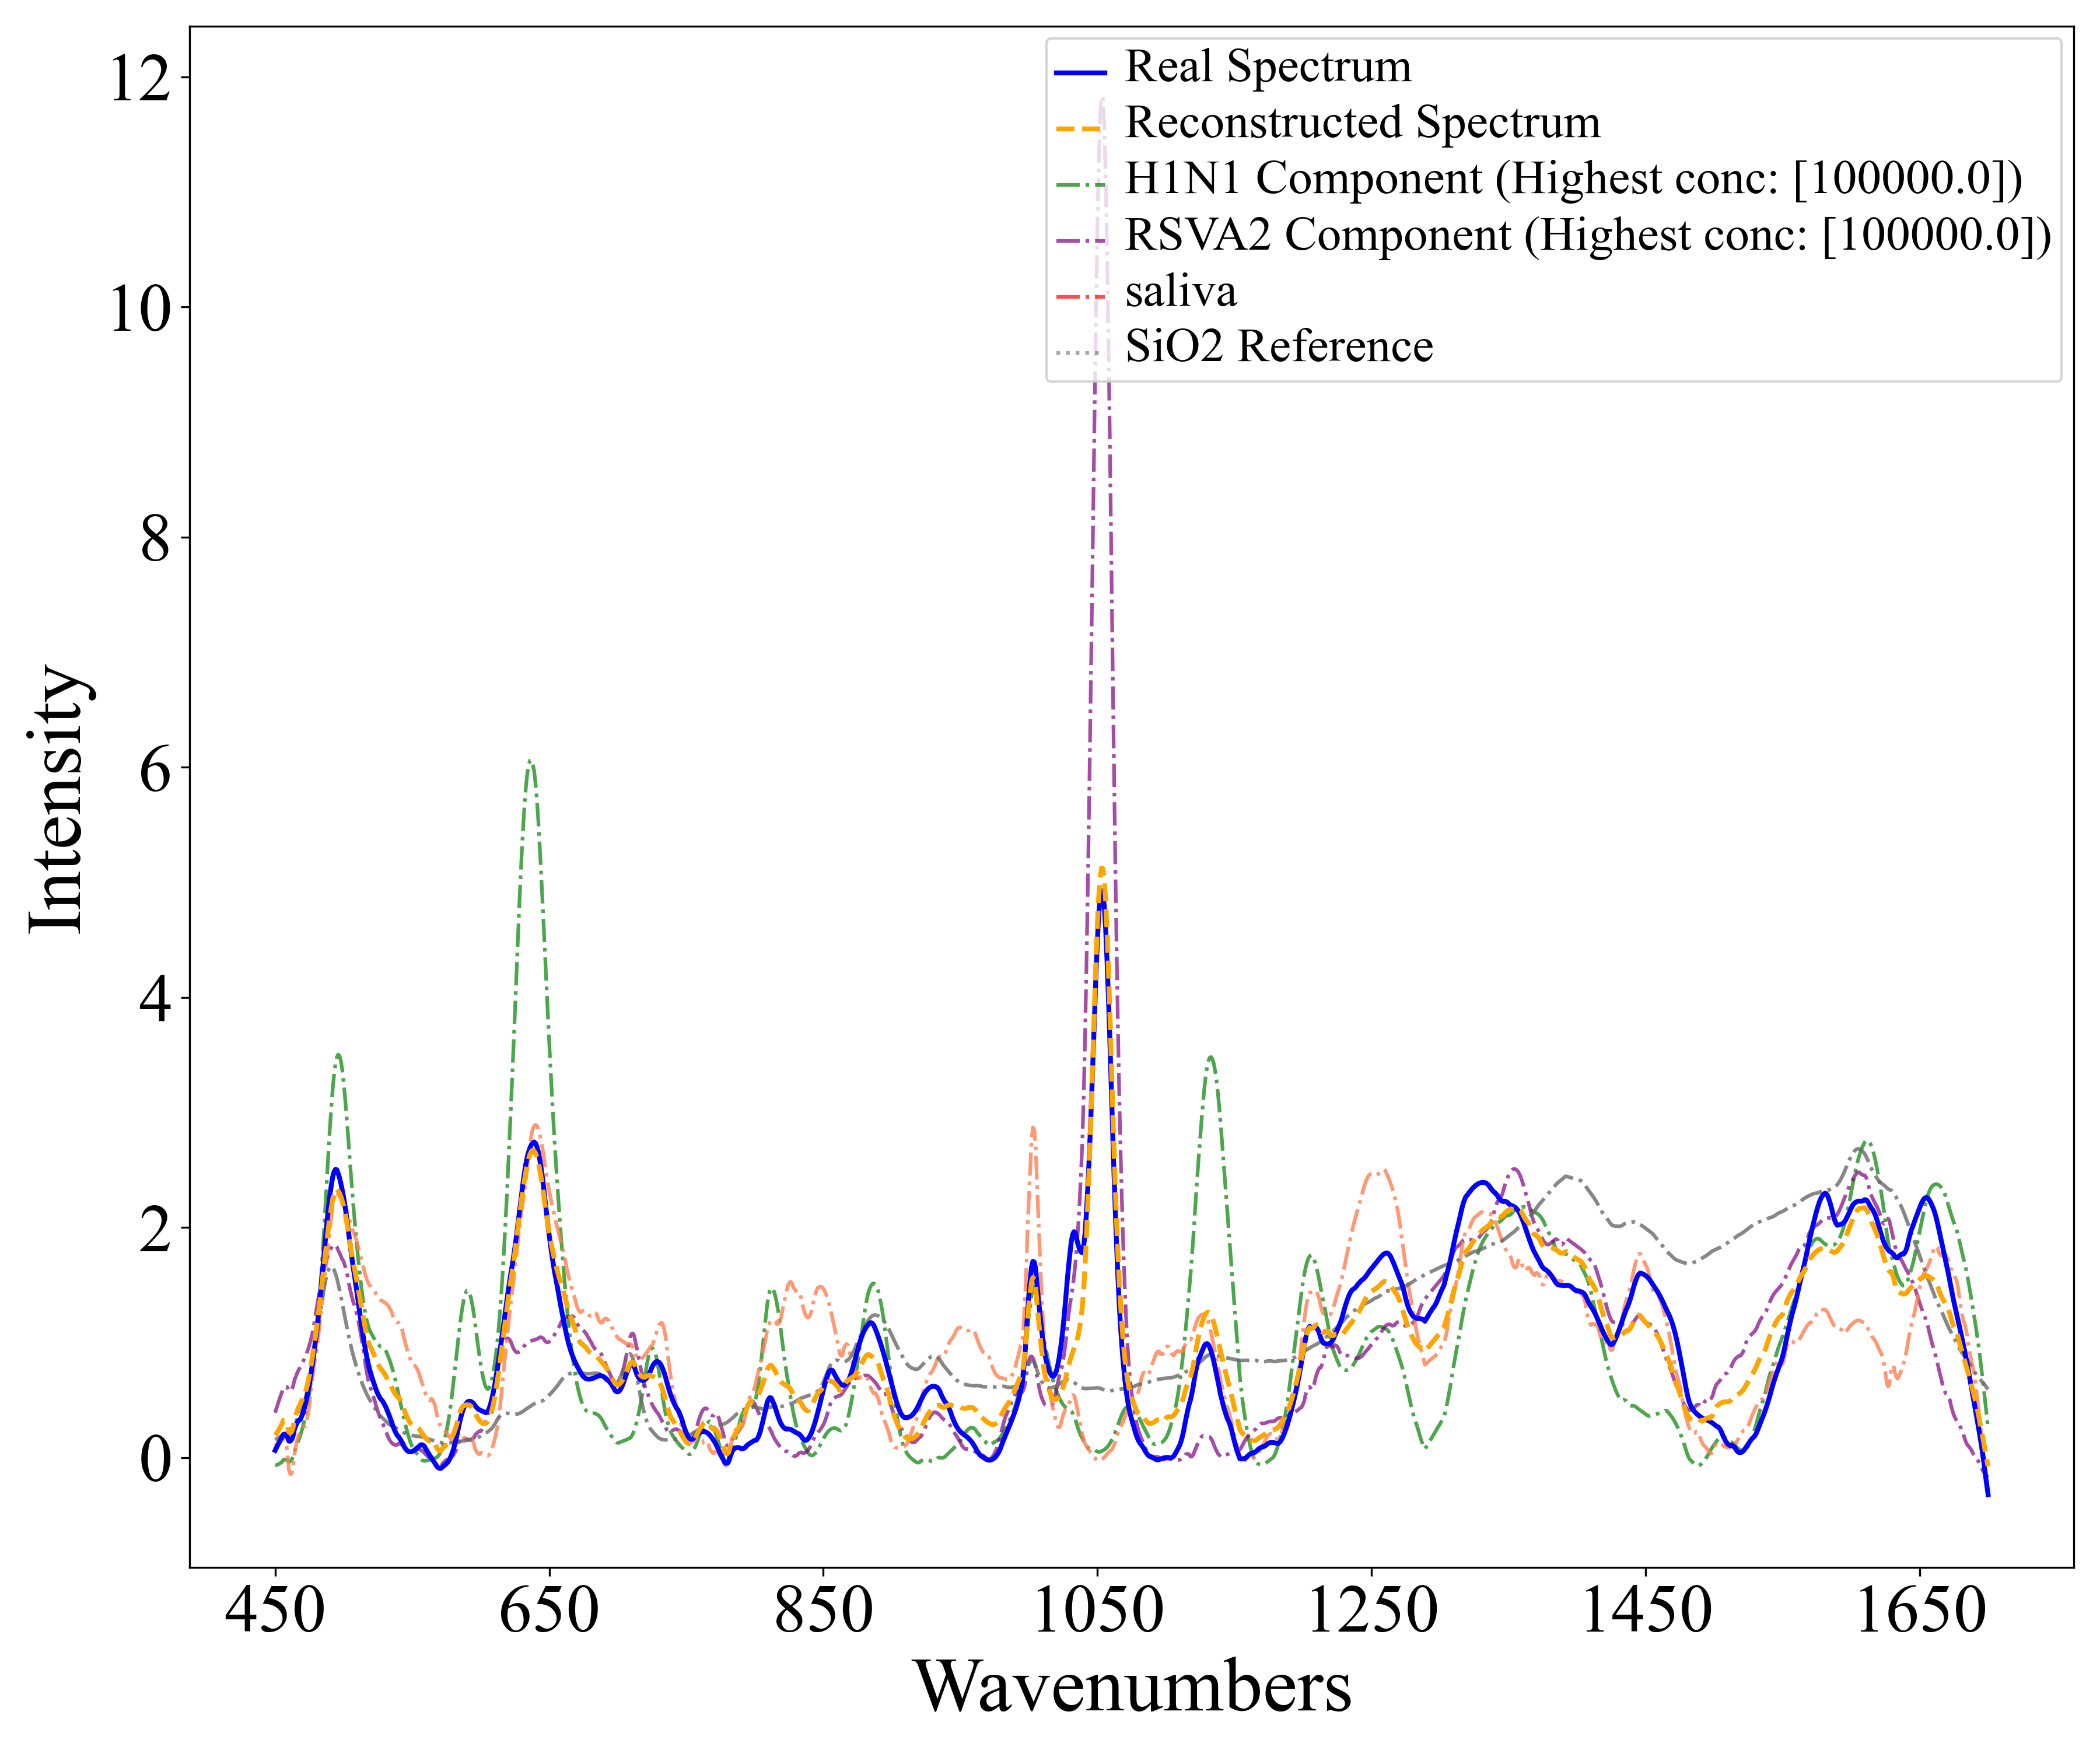 12
10
8
6
4
2
0
Intensity
Real Spectrum
Reconstructed Spectrum
H1N1 Component (Highest conc: [100000.0])
RSVA2 Component (Highest conc: [100000.0])
saliva
SiO2 Reference
450 650 850 1050 1250 1450 1650
Wavenumbers